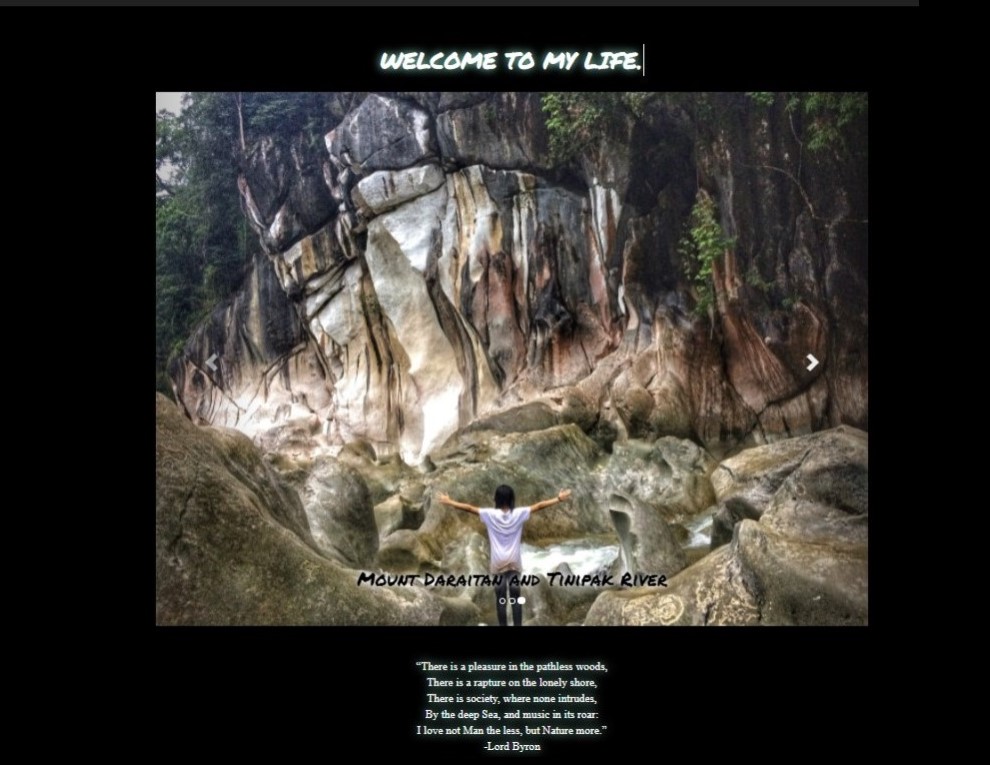 WELCOME TO MY LIFE.
MOUNT DARAITAN AND TINIPAK RIVER
“There is a pleasure in the pathless woods,
There is a rapture on the lonely shore,
There is society, where none intrudes,
By the deep Sea, and music in its roar:
I love not Man the less, but Nature more.”
-Lord Byron